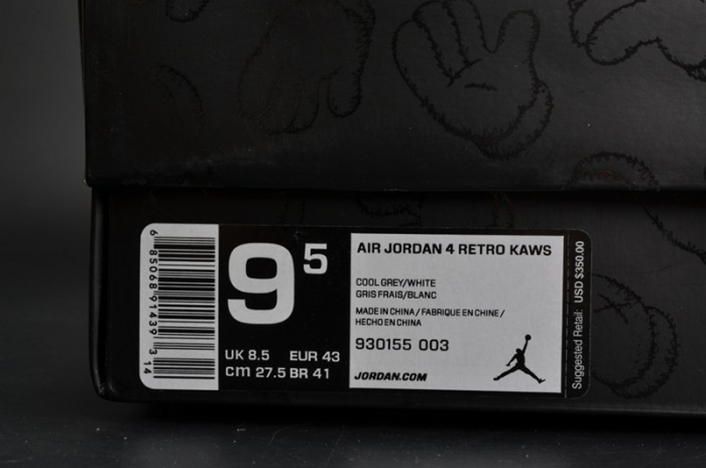 6 85068 91439 3 14
9 5
UK 8.5 EUR 43
cm 27.5 BR 41
AIR JORDAN 4 RETRO KAWS
COOL GREY/WHITE
GRIS FRAIS/BLANC
MADE IN CHINA / FABRIQUE EN CHINE /
HECHO EN CHINA
930155 003
JORDAN.COM
Suggested Retail: USD $350.00